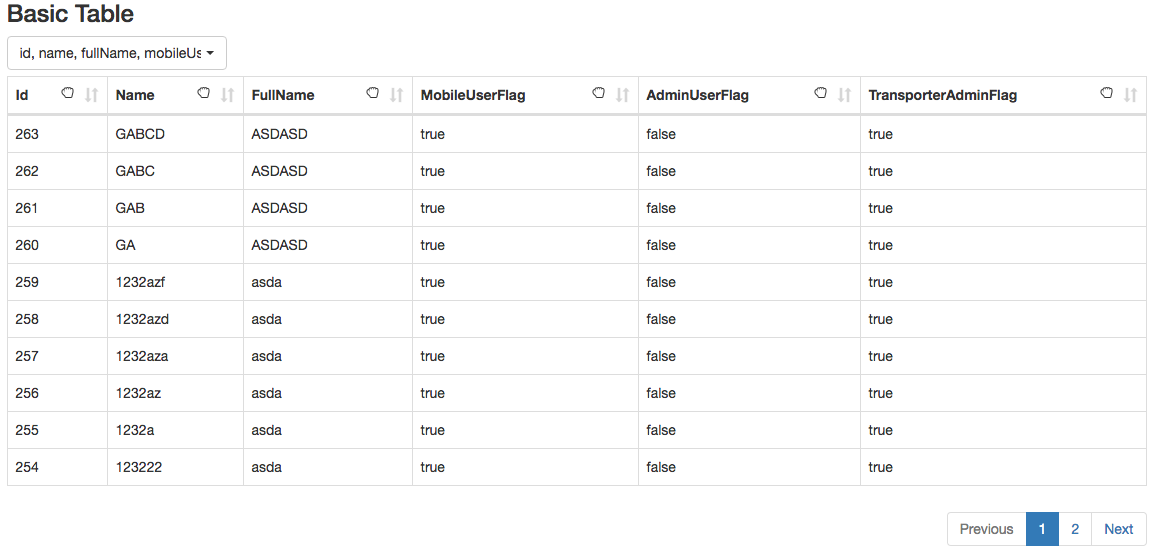 Basic Table
id, name, fullName, mobileUs
Id Name FullName MobileUserFlag AdminUserFlag TransporterAdminFlag
263 GABCD ASDASD true false true
262 GABC ASDASD true false true
261 GAB ASDASD true false true
260 GA ASDASD true false true
259 1232azf asda true false true
258 1232azd asda true false true
257 1232aza asda true false true
256 1232az asda true false true
255 1232a asda true false true
254 123222 asda true false true
Previous 1 2 Next